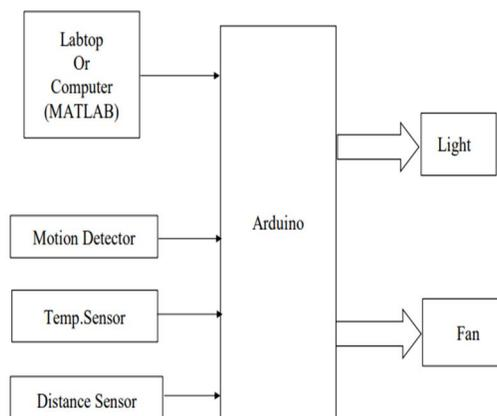 Labtop
Or
Computer
(MATLAB)
Light
Motion Detector
Arduino
Temp.Sensor
Fan
Distance Sensor